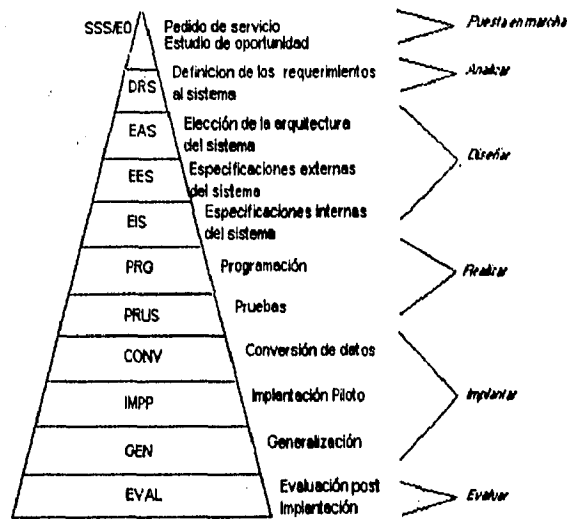 SSS/EO
Pedido de servicio
Estudio de oportunidad
Puesta en marcha
DRS
Definicion de los requerimientos
al sistema
Analizar
EAS
Elección de la arquitectura
del sistema
Diseñar
EES
Especificaciones externas
del sistema
EIS
Especificaciones internas
del sistema
PRG
Programación
Realizar
PRUS
Pruebas
CONV
Conversión de datos
IMPP
Implantación Piloto
Implantar
GEN
Generalización
EVAL
Evaluación post
Implantación
Evaluar